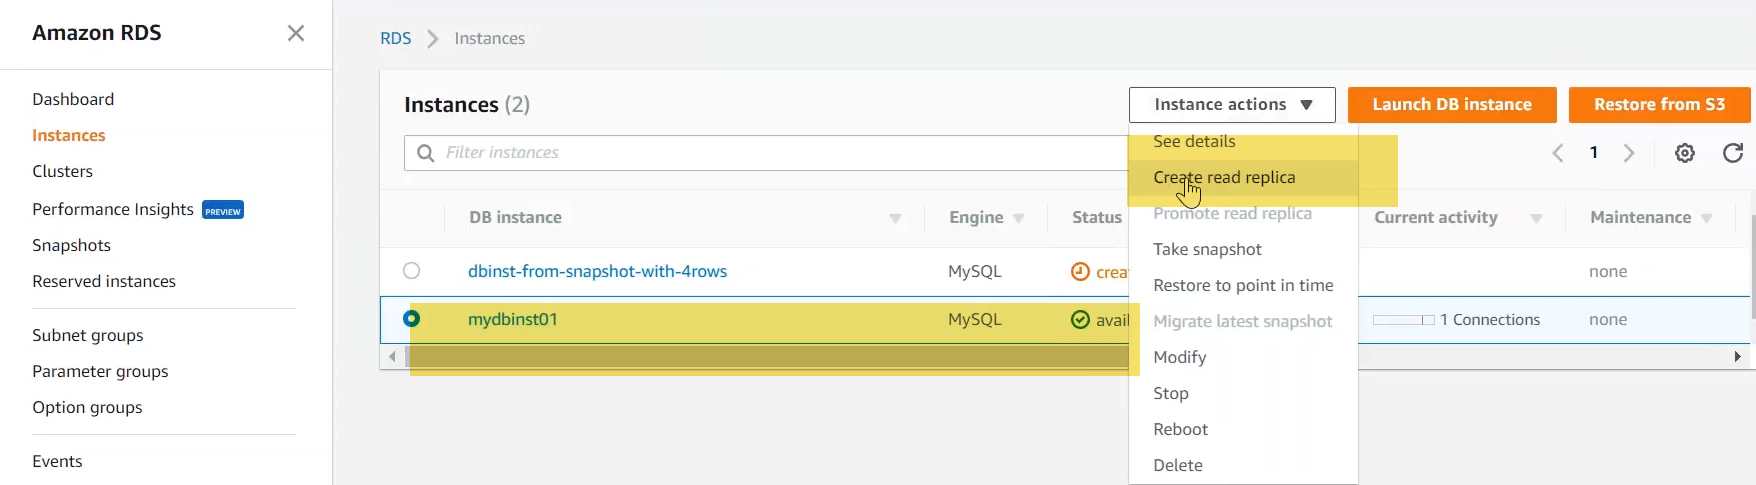 Amazon RDS
Dashboard
Instances
Clusters
Performance Insights PREVIEW
Snapshots
Reserved instances
Subnet groups
Parameter groups
Option groups
Events
RDS Instances
Instances (2)
Instance actions
Launch DB instance
Restore from S3
Filter instances
1
See details
Create read replica
Promote read replica
Take snapshot
Restore to point in time
Migrate latest snapshot
Modify
Stop
Reboot
Delete
DB instance Engine Status Current activity Maintenance
dbinst-from-snapshot-with-4rows MySQL crea none
mydbinst01 MySQL avail 1 Connections none